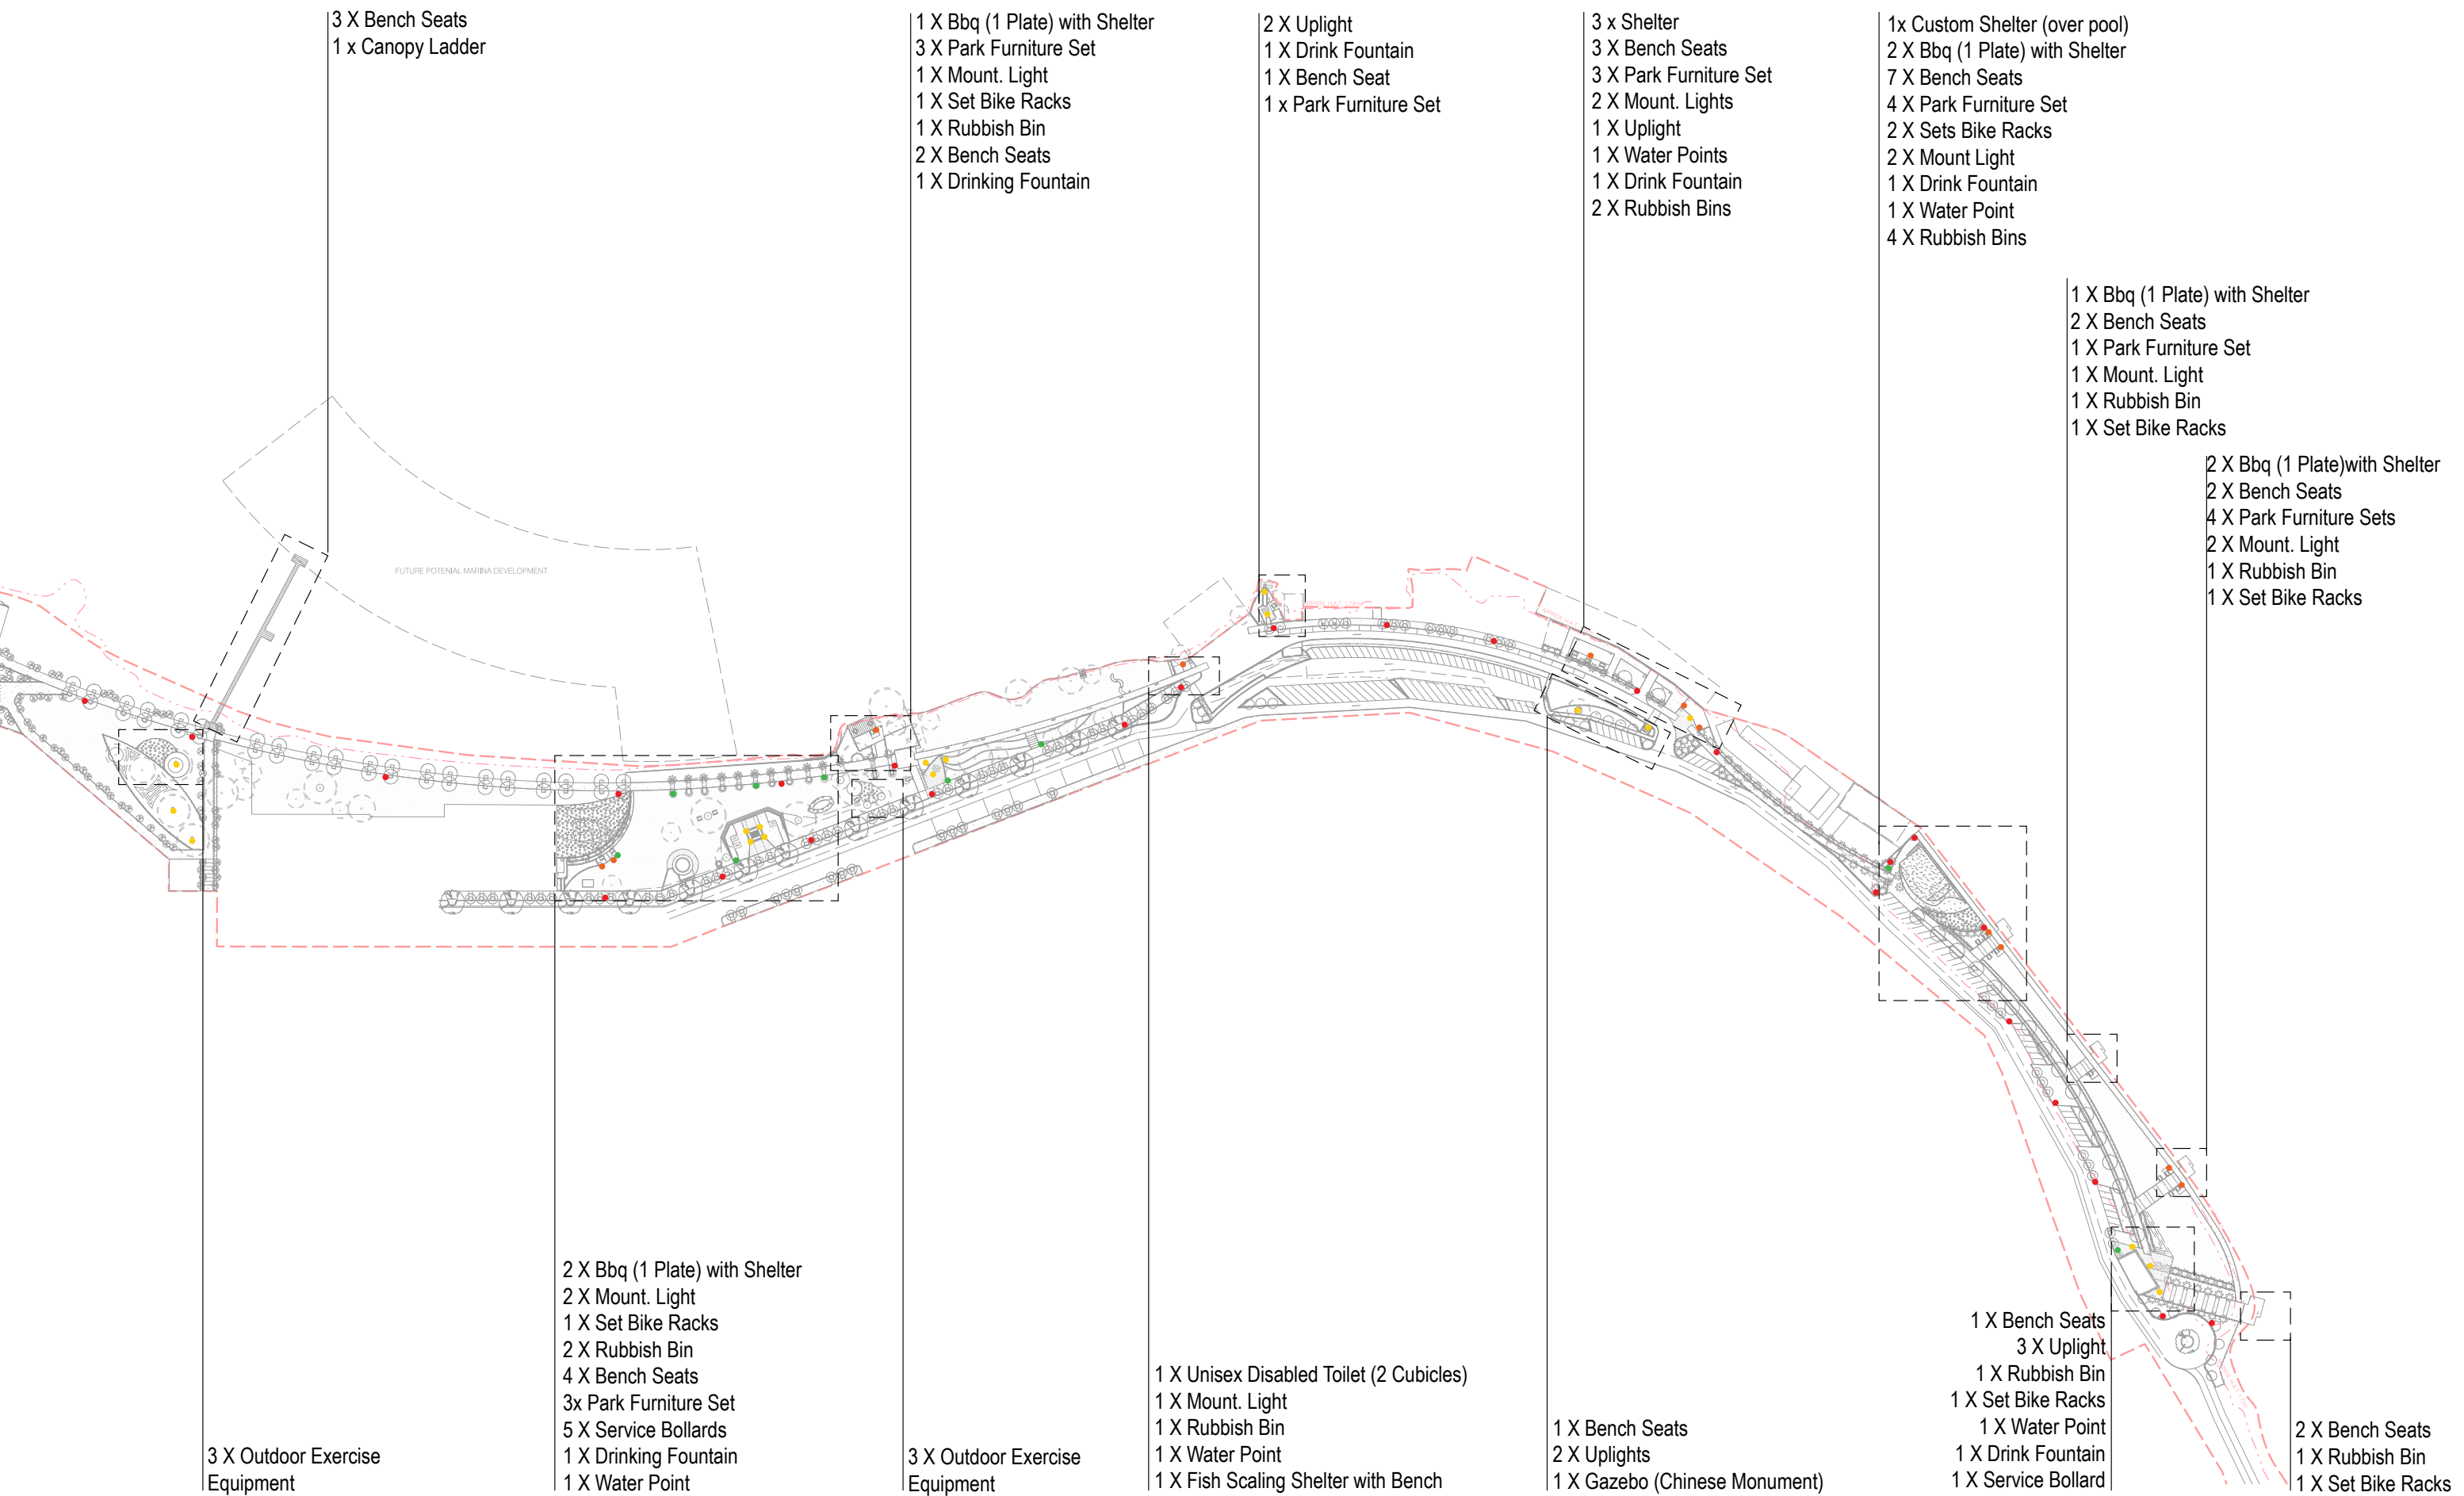 3 X Bench Seats
1 x Canopy Ladder
1 X Bbq (1 Plate) with Shelter
3 X Park Furniture Set
1 X Mount. Light
1 X Set Bike Racks
1 X Rubbish Bin
2 X Bench Seats
1 X Drinking Fountain
2 X Uplight
1 X Drink Fountain
1 X Bench Seat
1 x Park Furniture Set
3 x Shelter
3 X Bench Seats
3 X Park Furniture Set
2 X Mount. Lights
1 X Uplight
1 X Water Points
1 X Drink Fountain
2 X Rubbish Bins
1x Custom Shelter (over pool)
2 X Bbq (1 Plate) with Shelter
7 X Bench Seats
4 X Park Furniture Set
2 X Sets Bike Racks
2 X Mount Light
1 X Drink Fountain
1 X Water Point
4 X Rubbish Bins
1 X Bbq (1 Plate) with Shelter
2 X Bench Seats
1 X Park Furniture Set
1 X Mount. Light
1 X Rubbish Bin
1 X Set Bike Racks
2 X Bbq (1 Plate)with Shelter
2 X Bench Seats
4 X Park Furniture Sets
2 X Mount. Light
1 X Rubbish Bin
1 X Set Bike Racks
FUTURE POTENIAL MARINA DEVELOPMENT
3 X Outdoor Exercise
Equipment
2 X Bbq (1 Plate) with Shelter
2 X Mount. Light
1 X Set Bike Racks
2 X Rubbish Bin
4 X Bench Seats
3x Park Furniture Set
5 X Service Bollards
1 X Drinking Fountain
1 X Water Point
3 X Outdoor Exercise
Equipment
1 X Unisex Disabled Toilet (2 Cubicles)
1 X Mount. Light
1 X Rubbish Bin
1 X Water Point
1 X Fish Scaling Shelter with Bench
1 X Bench Seats
2 X Uplights
1 X Gazebo (Chinese Monument)
1 X Bench Seats
3 X Uplight
1 X Rubbish Bin
1 X Set Bike Racks
1 X Water Point
1 X Drink Fountain
1 X Service Bollard
2 X Bench Seats
1 X Rubbish Bin
1 X Set Bike Racks